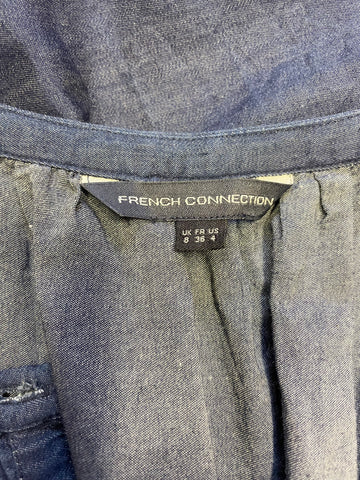 FRENCH CONNECTION
UK FR US
8 36 4